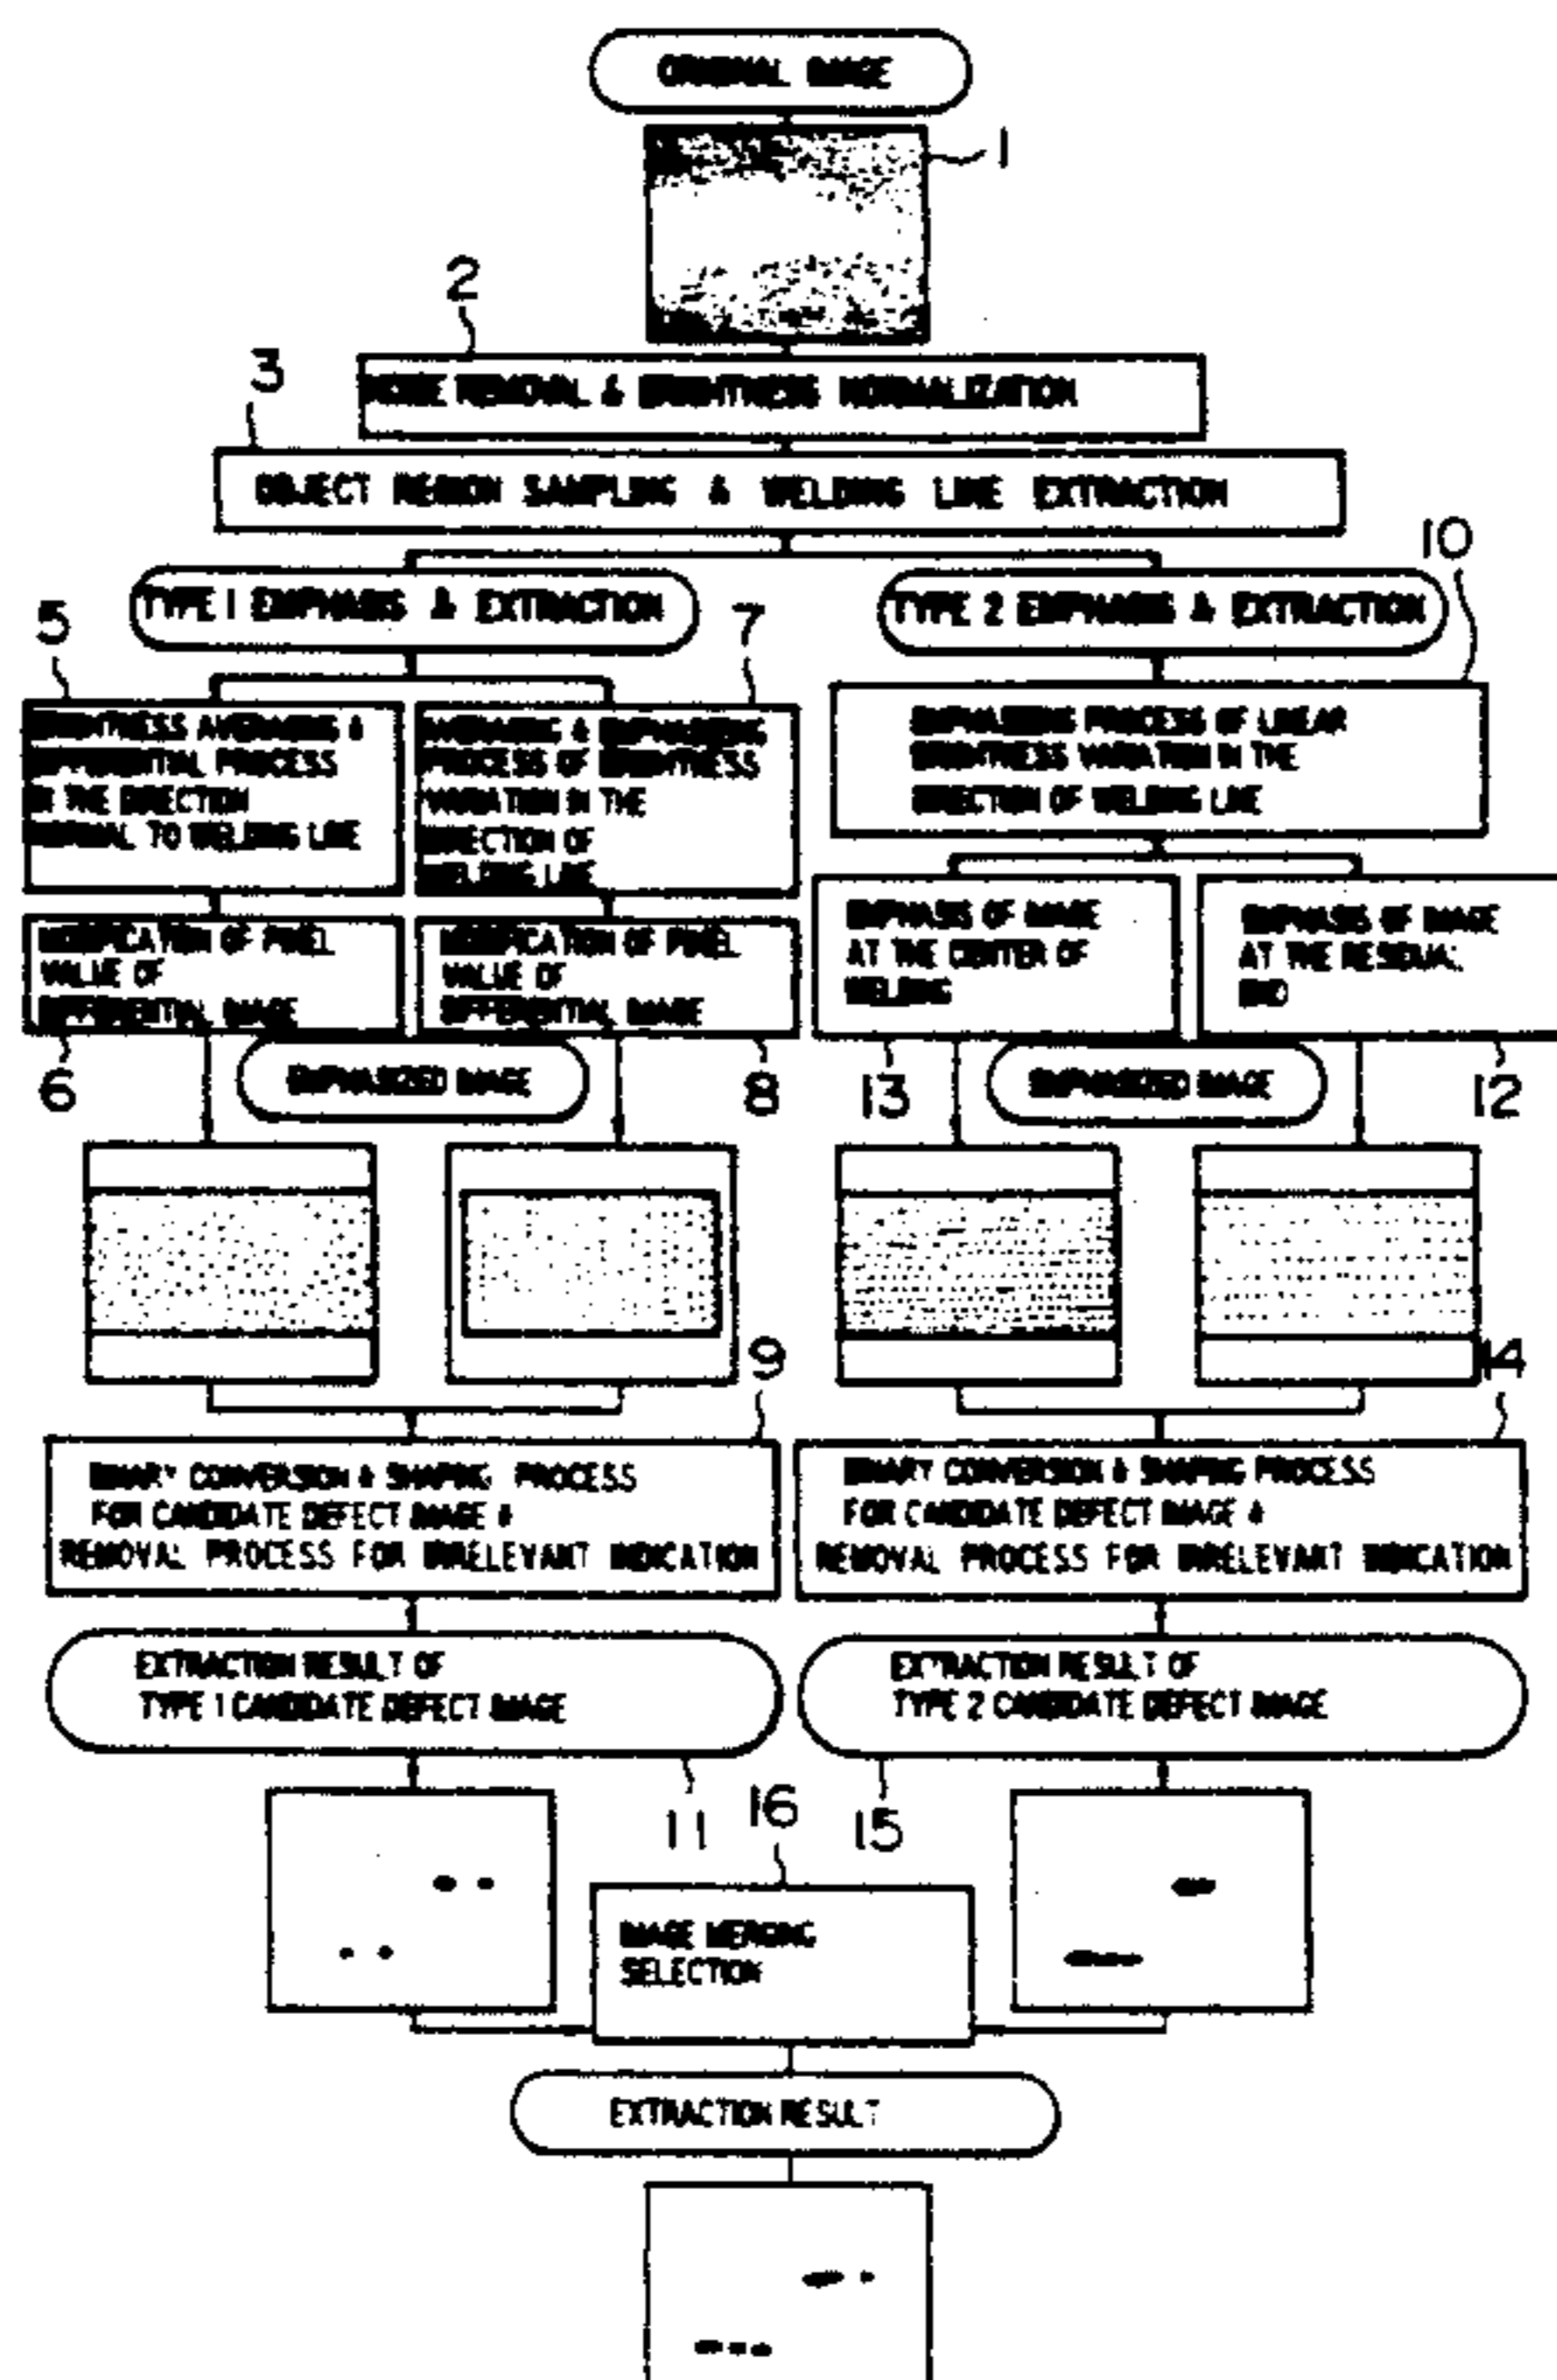 ORIGINAL IMAGE
1
2
NOISE REMOVAL & BRIGHTNESS NORMALIZATION
3
OBJECT REGION SAMPLING & WELDING LINE EXTRACTION
TYPE 1 EMPHASIS & EXTRACTION
5
BRIGHTNESS AVERAGING &
DIFFERENTIAL PROCESS
IN THE DIRECTION
NORMAL TO WELDING LINE
7
AVERAGING & EMPHASIZING
PROCESS OF BRIGHTNESS
VARIATION IN THE
DIRECTION OF
WELDING LINE
MODIFICATION OF PIXEL
VALUE OF
DIFFERENTIAL IMAGE
6
MODIFICATION OF PIXEL
VALUE OF
DIFFERENTIAL IMAGE
8
EMPHASIZED IMAGE
TYPE 2 EMPHASIS & EXTRACTION
10
EMPHASIZING PROCESS OF LINEAR
BRIGHTNESS VARIATION IN THE
DIRECTION OF WELDING LINE
EMPHASIS OF IMAGE
AT THE CENTER OF
WELDING
13
EMPHASIS OF IMAGE
AT THE RESIDUAL
12
EMPHASIZED IMAGE
9
BINARY CONVERSION & SHAPING PROCESS
FOR CANDIDATE DEFECT IMAGE &
REMOVAL PROCESS FOR IRRELEVANT INDICATION
14
BINARY CONVERSION & SHAPING PROCESS
FOR CANDIDATE DEFECT IMAGE &
REMOVAL PROCESS FOR IRRELEVANT INDICATION
EXTRACTION RESULT OF
TYPE 1 CANDIDATE DEFECT IMAGE
11
EXTRACTION RESULT OF
TYPE 2 CANDIDATE DEFECT IMAGE
15
16
IMAGE MERGING
SELECTION
EXTRACTION RESULT